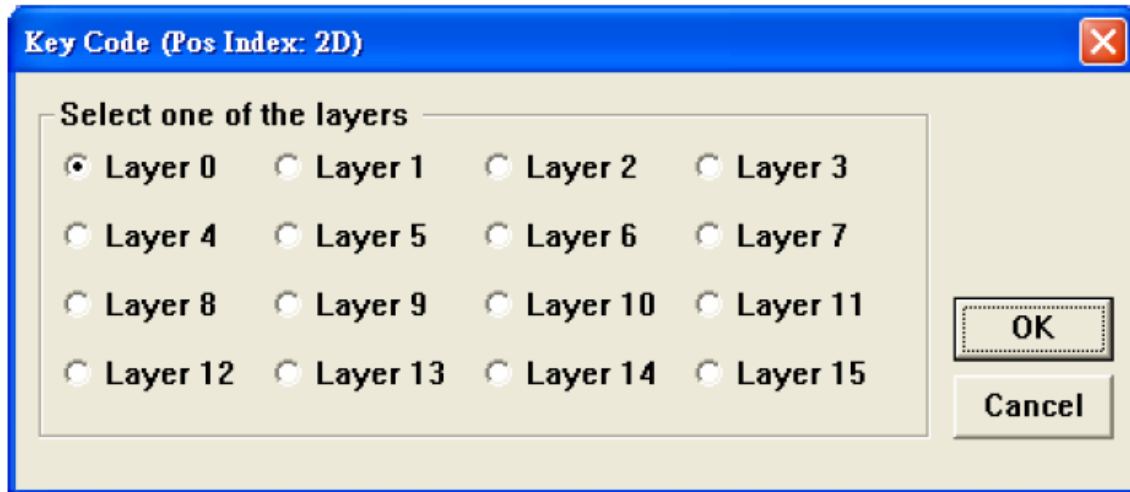 Key Code (Pos Index: 2D)
Select one of the layers
Layer 0 Layer 1 Layer 2 Layer 3
Layer 4 Layer 5 Layer 6 Layer 7
Layer 8 Layer 9 Layer 10 Layer 11
Layer 12 Layer 13 Layer 14 Layer 15
OK
Cancel